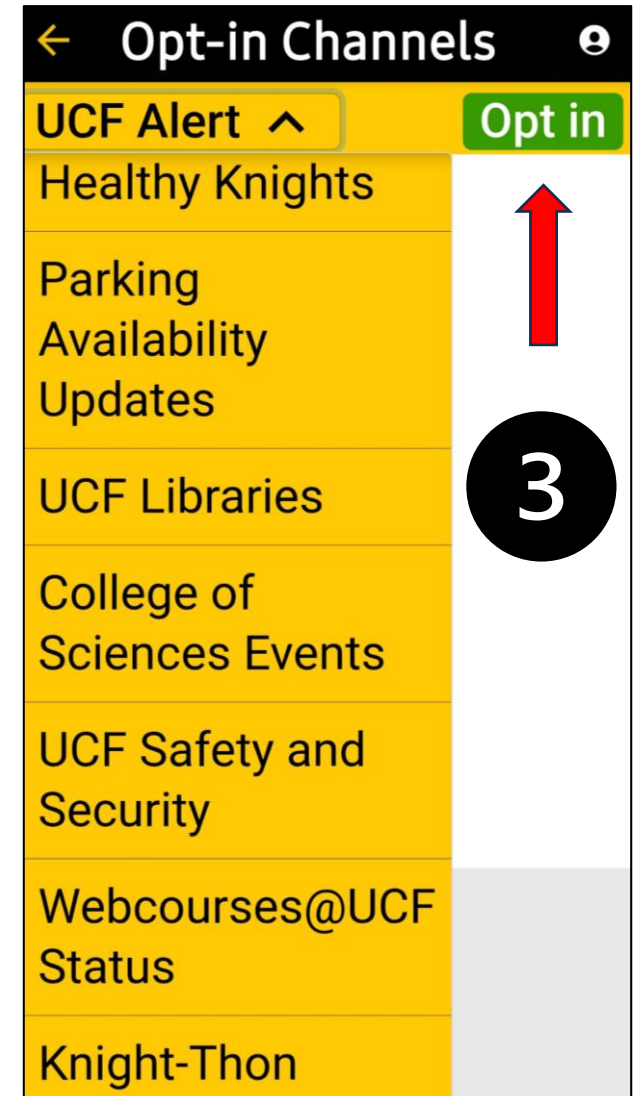 Opt-in Channels
UCF Alert
Opt in
Healthy Knights
Parking
Availability
Updates
3
UCF Libraries
College of
Sciences Events
UCF Safety and
Security
Webcourses@UCF
Status
Knight-Thon